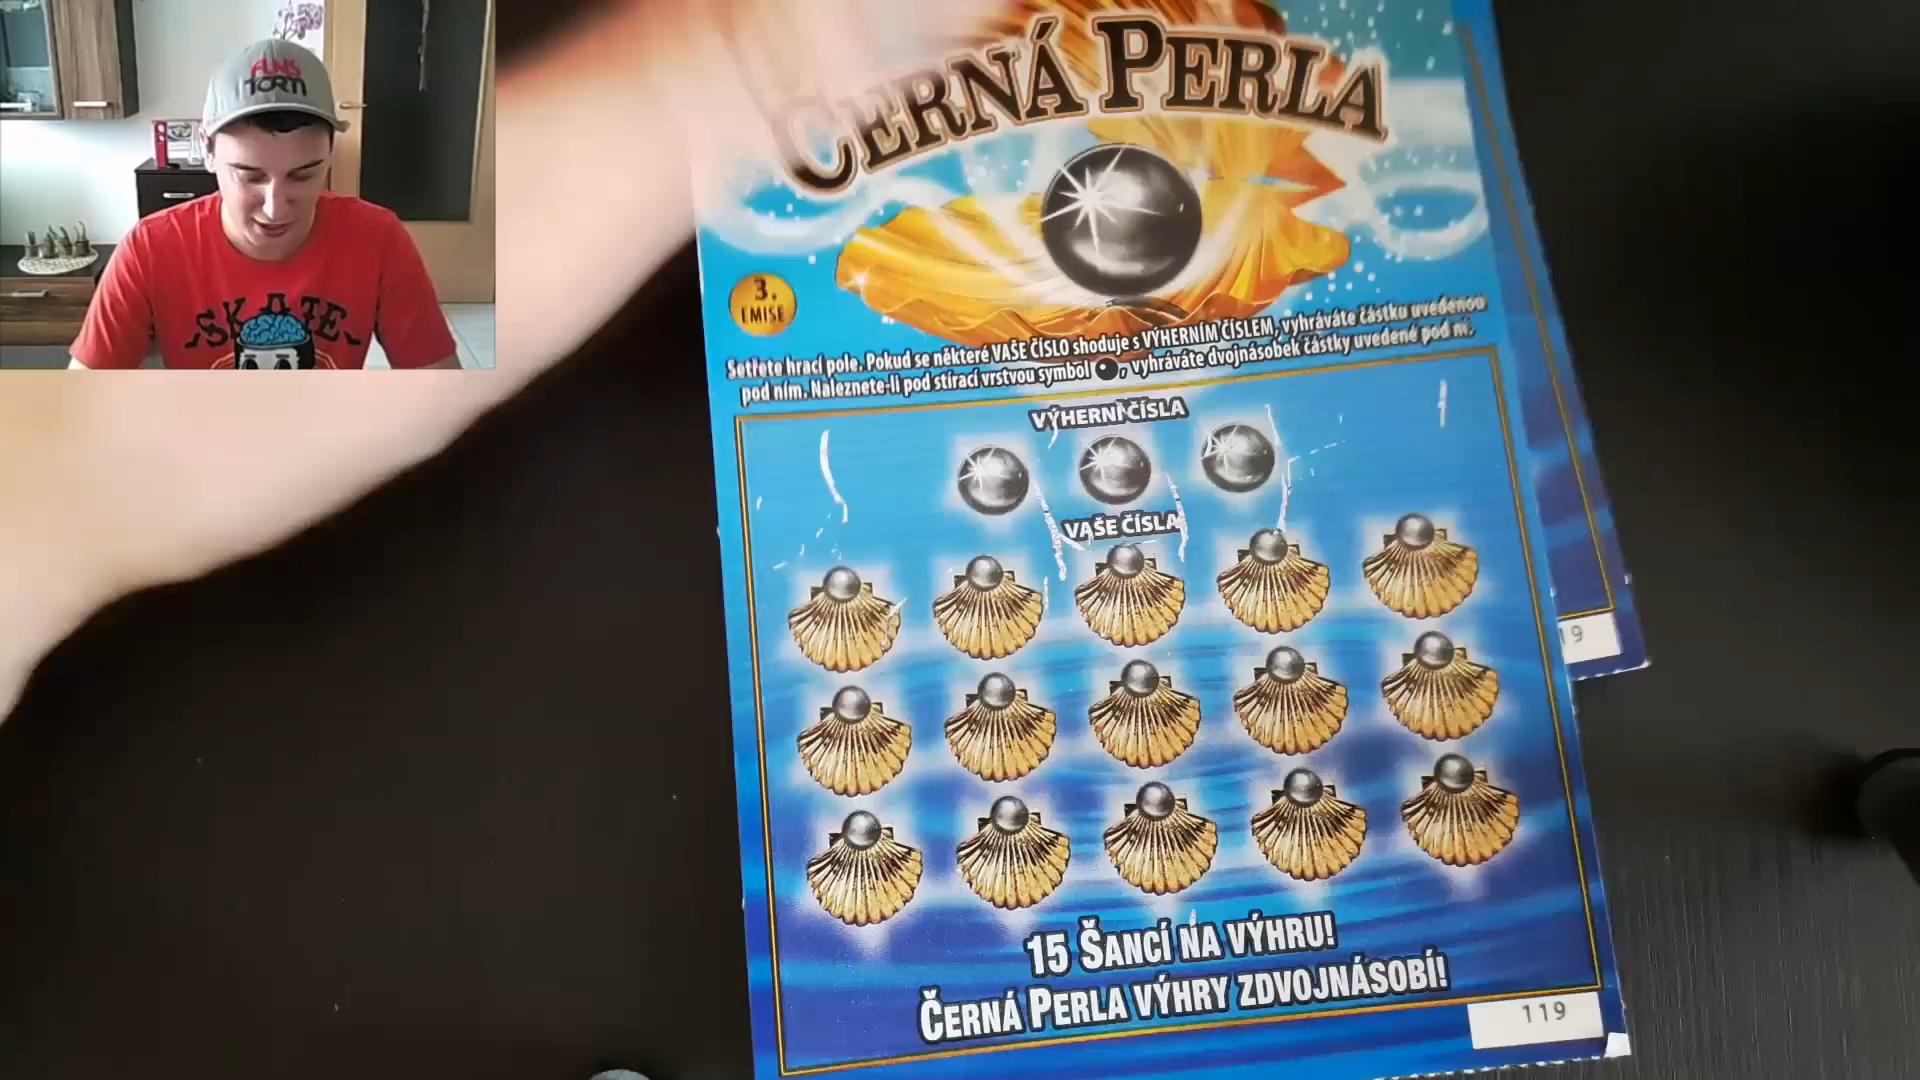 ČERNÁ PERLA
3.
EMISE
Setřete hrací pole. Pokud se některé VAŠE ČÍSLO shoduje s VÝHERNÍM ČÍSLEM, vyhráváte částku uvedenou
pod ním. Naleznete-li pod stírací vrstvou symbol , vyhráváte dvojnásobek částky uvedené pod ní.
VÝHERNÍ ČÍSLA
VAŠE ČÍSLA
15 ŠANCÍ NA VÝHRU!
ČERNÁ PERLA VÝHRY ZDVOJNÁSOBÍ!
119
19
SKATE